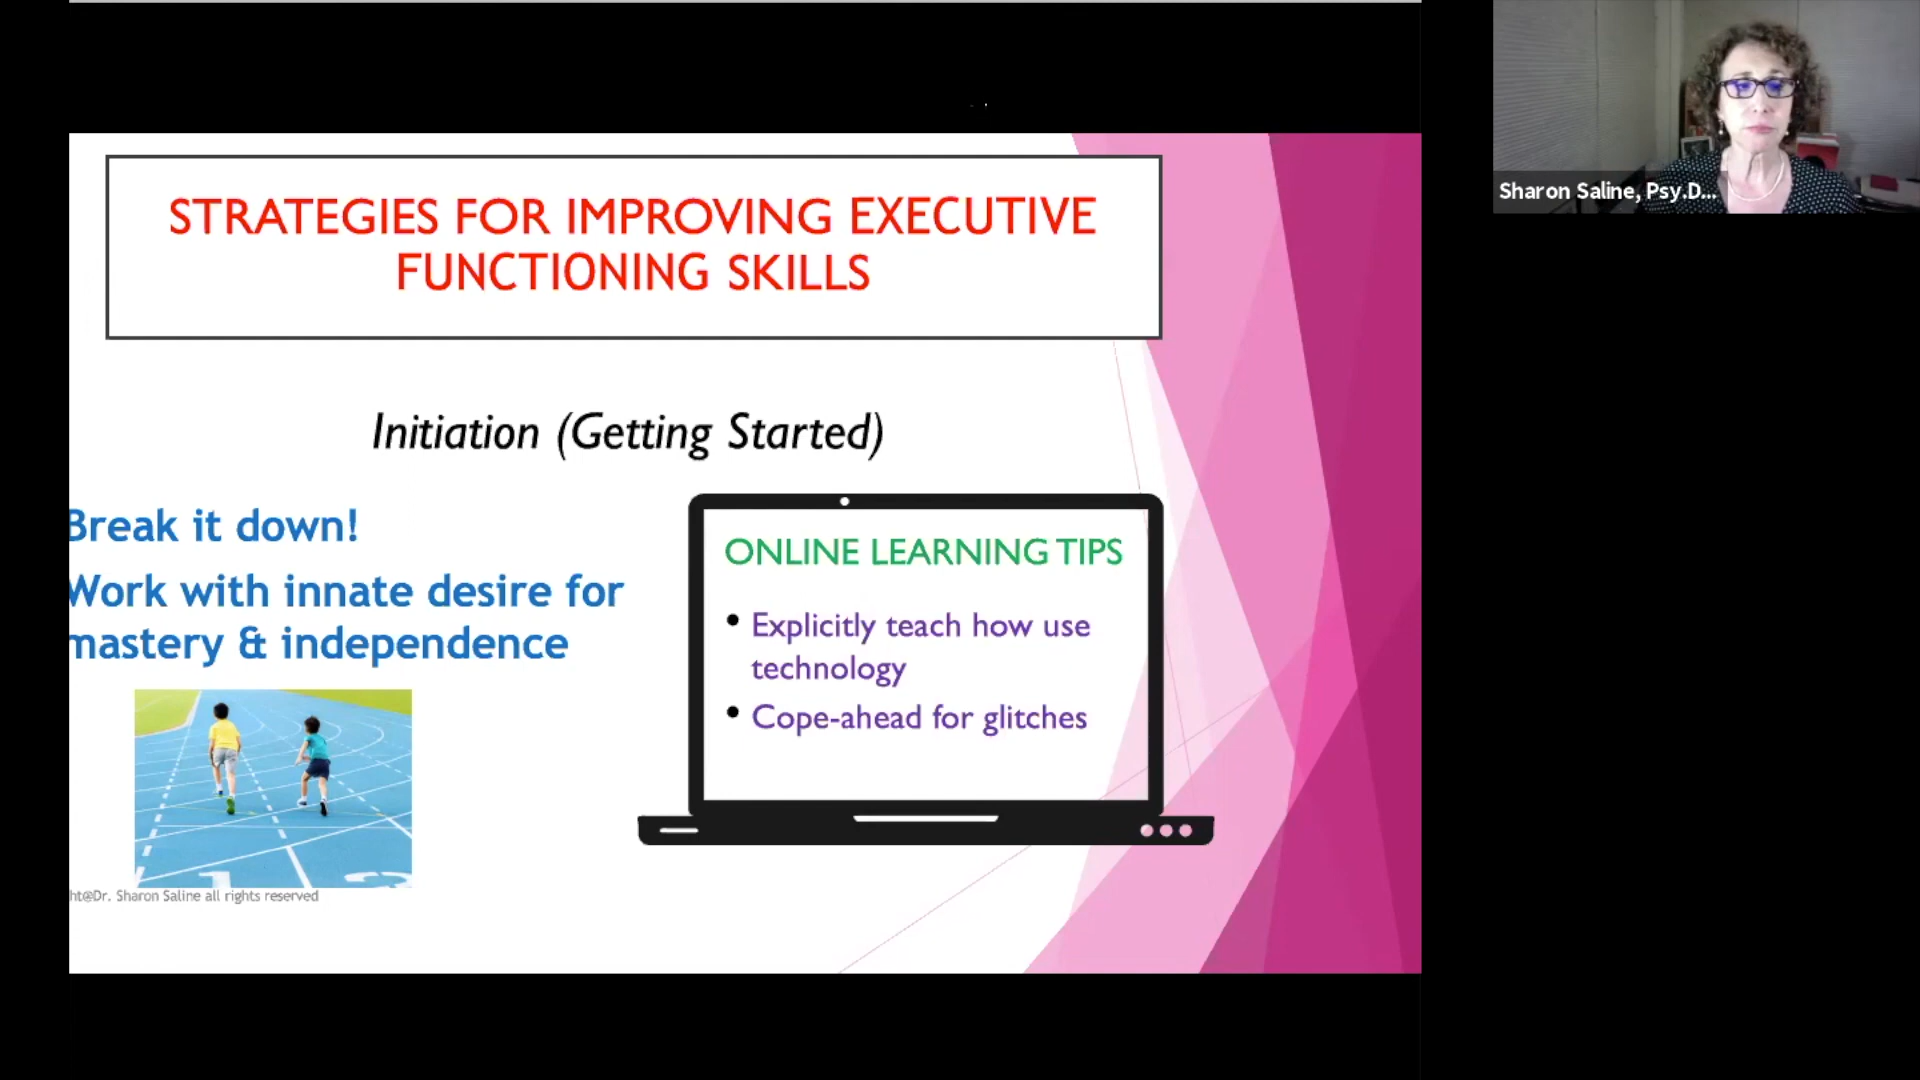 STRATEGIES FOR IMPROVING EXECUTIVE
FUNCTIONING SKILLS
Initiation (Getting Started)
Break it down!
Work with innate desire for
mastery & independence
ONLINE LEARNING TIPS
• Explicitly teach how use
technology
• Cope-ahead for glitches
ht@Dr. Sharon Saline all rights reserved
Sharon Saline, Psy.D...